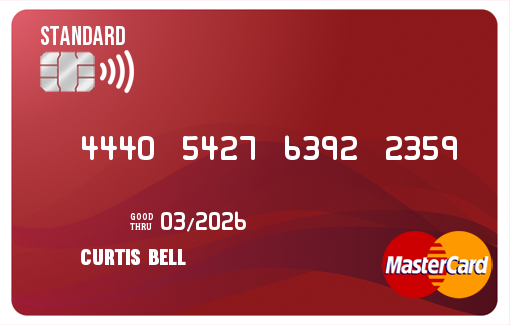 STANDARD
4440 5427 6392 2359
GOOD THRU 03/2026
CURTIS BELL
MasterCard